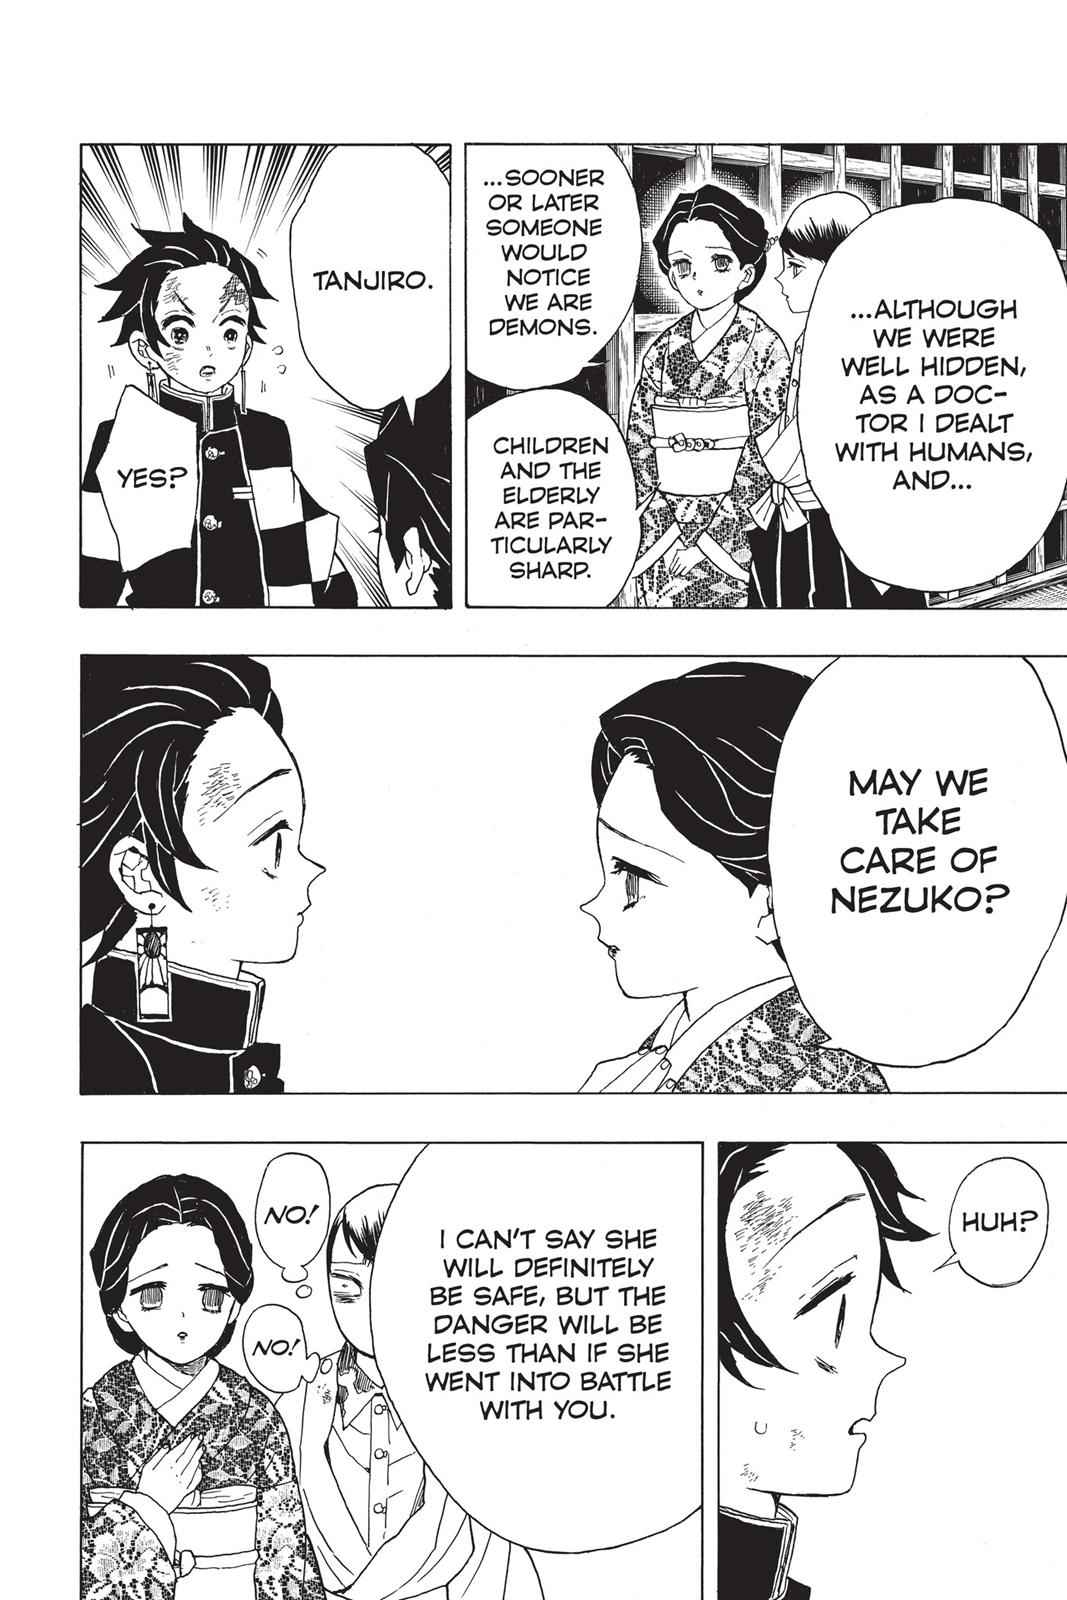 ...ALTHOUGH
WE WERE
WELL HIDDEN,
AS A DOC-
TOR I DEALT
WITH HUMANS,
AND...
...SOONER
OR LATER
SOMEONE
WOULD
NOTICE
WE ARE
DEMONS.
CHILDREN
AND THE
ELDERLY
ARE PAR-
TICULARLY
SHARP.
TANJIRO.
YES?
MAY WE
TAKE
CARE OF
NEZUKO?
HUH?
I CAN'T SAY SHE
WILL DEFINITELY
BE SAFE, BUT THE
DANGER WILL BE
LESS THAN IF SHE
WENT INTO BATTLE
WITH YOU.
NO!
NO!